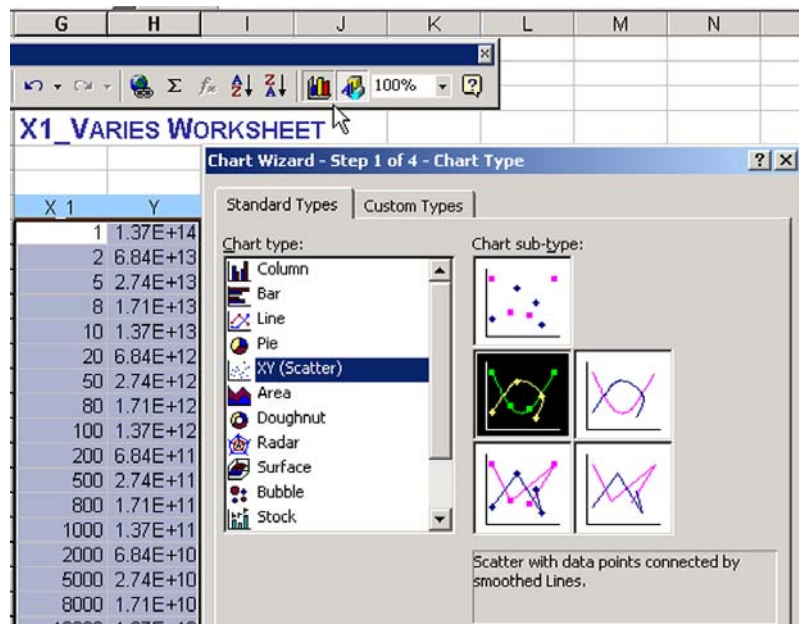 G H I J K L M N
Σ fx A Z Z A 100% ?
X1_VARIES WORKSHEET
Chart Wizard - Step 1 of 4 - Chart Type
Standard Types Custom Types
X_1 Y
1 1.37E+14
2 6.84E+13
5 2.74E+13
8 1.71E+13
10 1.37E+13
20 6.84E+12
50 2.74E+12
80 1.71E+12
100 1.37E+12
200 6.84E+11
500 2.74E+11
800 1.71E+11
1000 1.37E+11
2000 6.84E+10
5000 2.74E+10
8000 1.71E+10
Chart type:
Column
Bar
Line
Pie
XY (Scatter)
Area
Doughnut
Radar
Surface
Bubble
Stock
Chart sub-type:
Scatter with data points connected by
smoothed Lines.